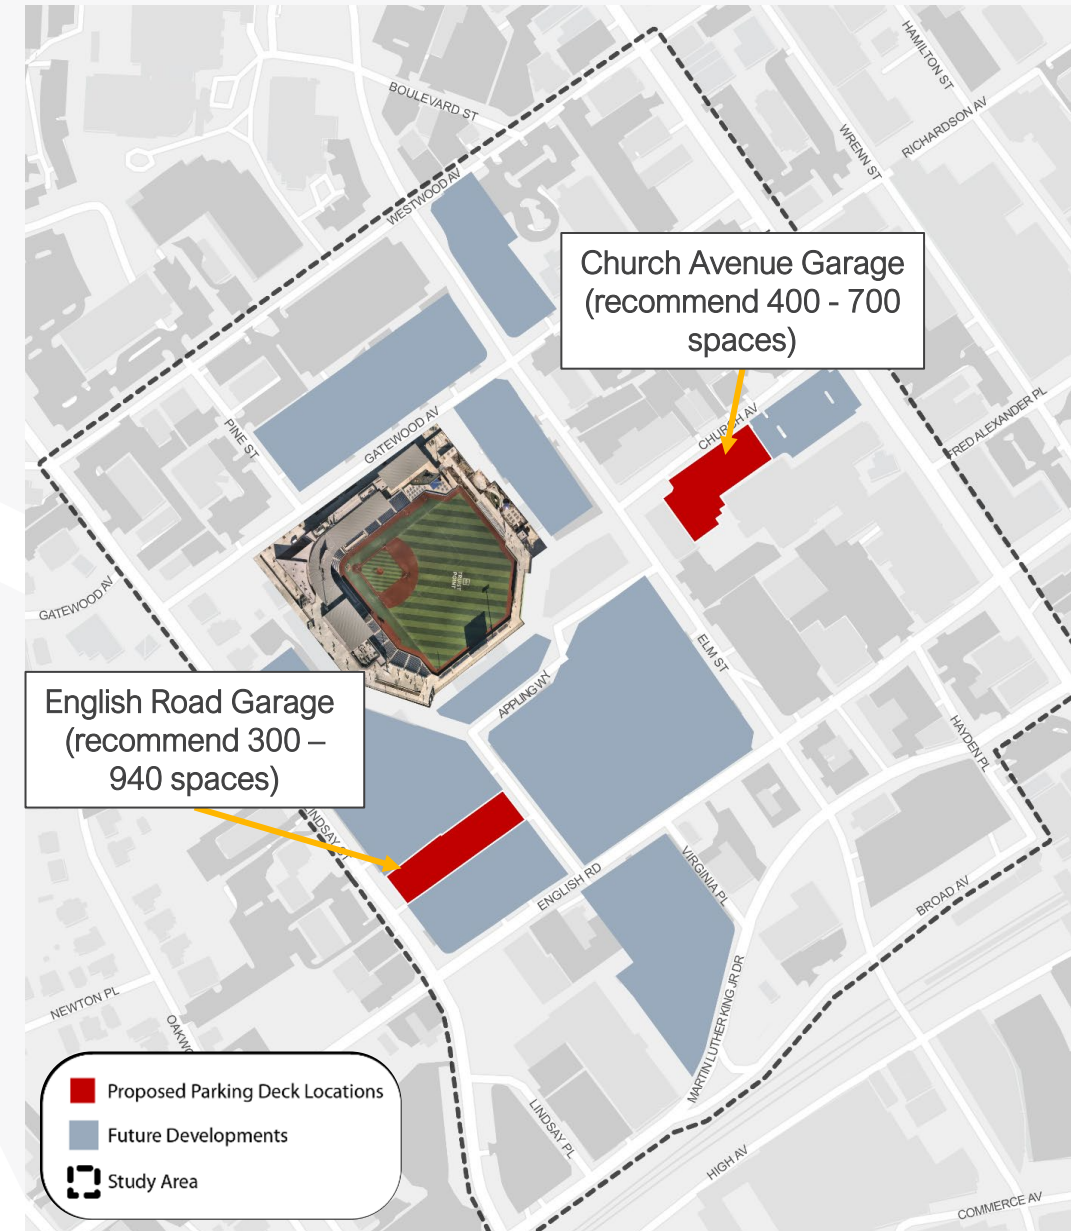 HAMILTON ST
BOULEVARD ST
RICHARDSON AV
WRENN ST
WESTWOOD AV
Church Avenue Garage
(recommend 400 - 700
spaces)
FRED ALEXANDER PL
CHURCH AV
GATEWOOD AV
PINE ST
GATEWOOD AV
ELM ST
APPLING WY
English Road Garage
(recommend 300 –
940 spaces)
HAYDEN PL
LINDSAY ST
VIRGINIA PL
ENGLISH RD
BROAD AV
NEWTON PL
MARTIN LUTHER KING JR DR
LINDSAY PL
HIGH AV
COMMERCE AV
Proposed Parking Deck Locations
Future Developments
Study Area